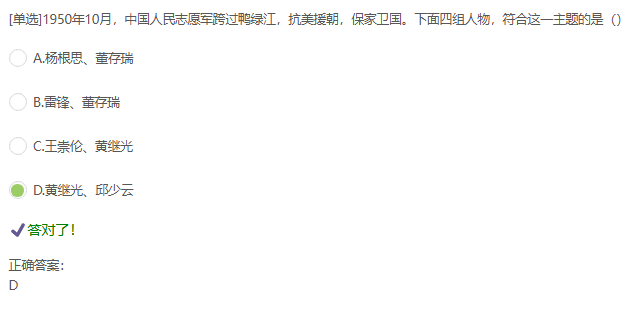 [单选]1950年10月，中国人民志愿军跨过鸭绿江，抗美援朝，保家卫国。下面四组人物，符合这一主题的是（）
A.杨根思、董存瑞
B.雷锋、董存瑞
C.王崇伦、黄继光
D.黄继光、邱少云
答对了！
正确答案：
D